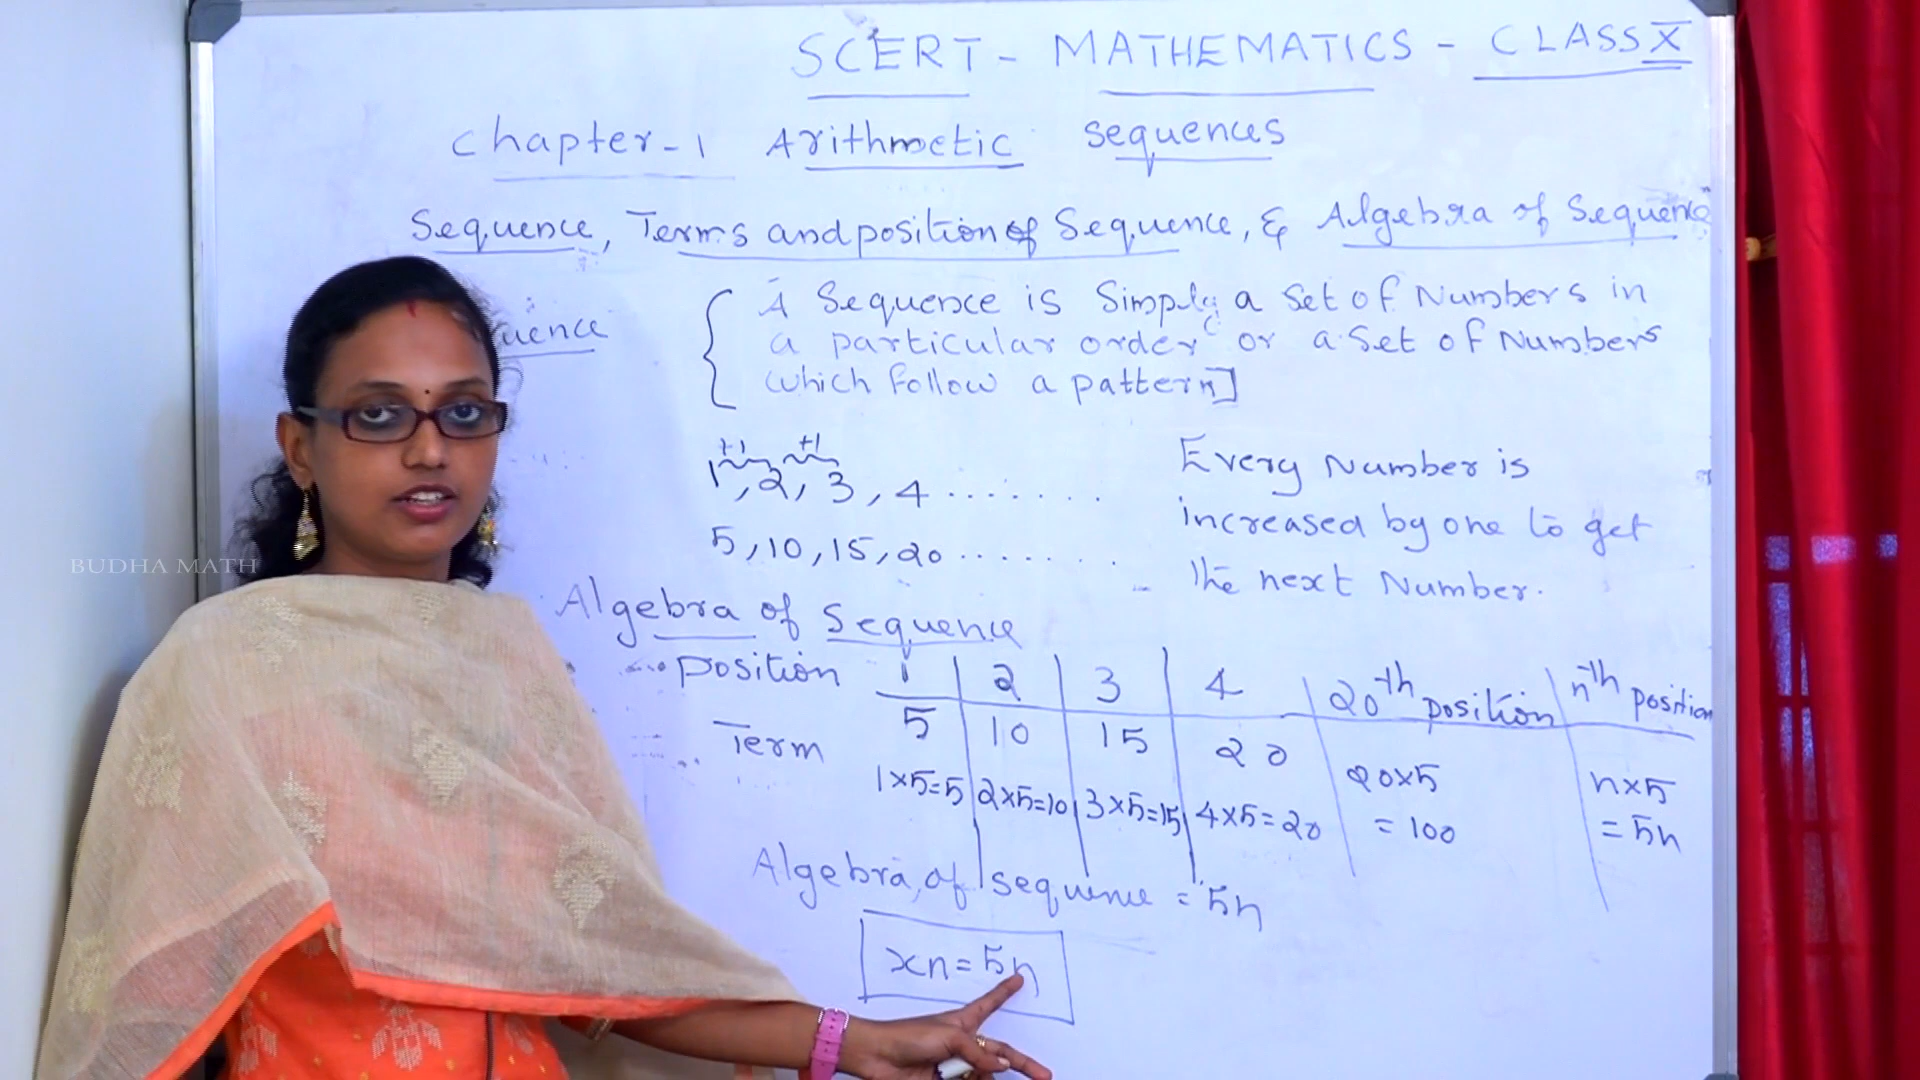 SCERT - MATHEMATICS - CLASS X
Chapter-1 Arithmetic Sequences
Sequence, Terms and position of Sequence, & Algebra of Sequence
uence
A Sequence is Simply a Set of Numbers in
a particular order or a Set of Numbers
which follow a pattern]
+1 +1
1, 2, 3, 4 .......
5, 10, 15, 20 .......
Every Number is
increased by one to get
the next Number.
BUDHA MATH
Algebra of Sequence
position 1 2 3 4 20th position nth position
Term 5 10 15 20
1×5=5 2×5=10 3×5=15 4×5=20 20×5 n×5
= 100 = 5n
Algebra of sequence = 5n
xn = 5n